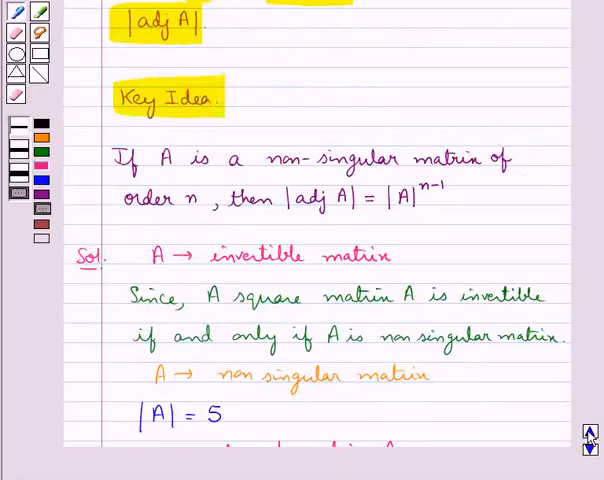 |adj A|.
Key Idea.
If A is a non-singular matrix of
order n, then |adj A| = |A|ⁿ⁻¹
Sol. A → invertible matrix
Since, A square matrix A is invertible
if and only if A is non singular matrix.
A → non singular matrix
|A| = 5